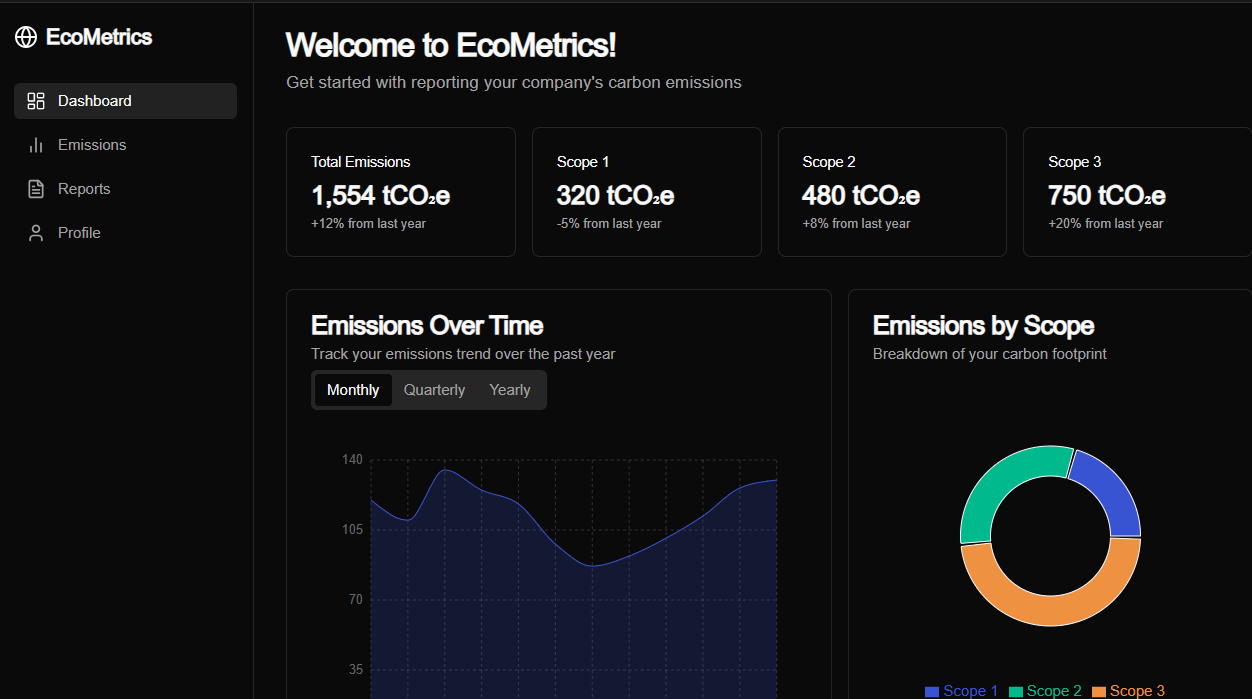 EcoMetrics
Dashboard
Emissions
Reports
Profile
Welcome to EcoMetrics!
Get started with reporting your company's carbon emissions
Total Emissions
1,554 tCO₂e
+12% from last year
Scope 1
320 tCO₂e
-5% from last year
Scope 2
480 tCO₂e
+8% from last year
Scope 3
750 tCO₂e
+20% from last year
Emissions Over Time
Track your emissions trend over the past year
Monthly Quarterly Yearly
140
105
70
35
Emissions by Scope
Breakdown of your carbon footprint
Scope 1 Scope 2 Scope 3